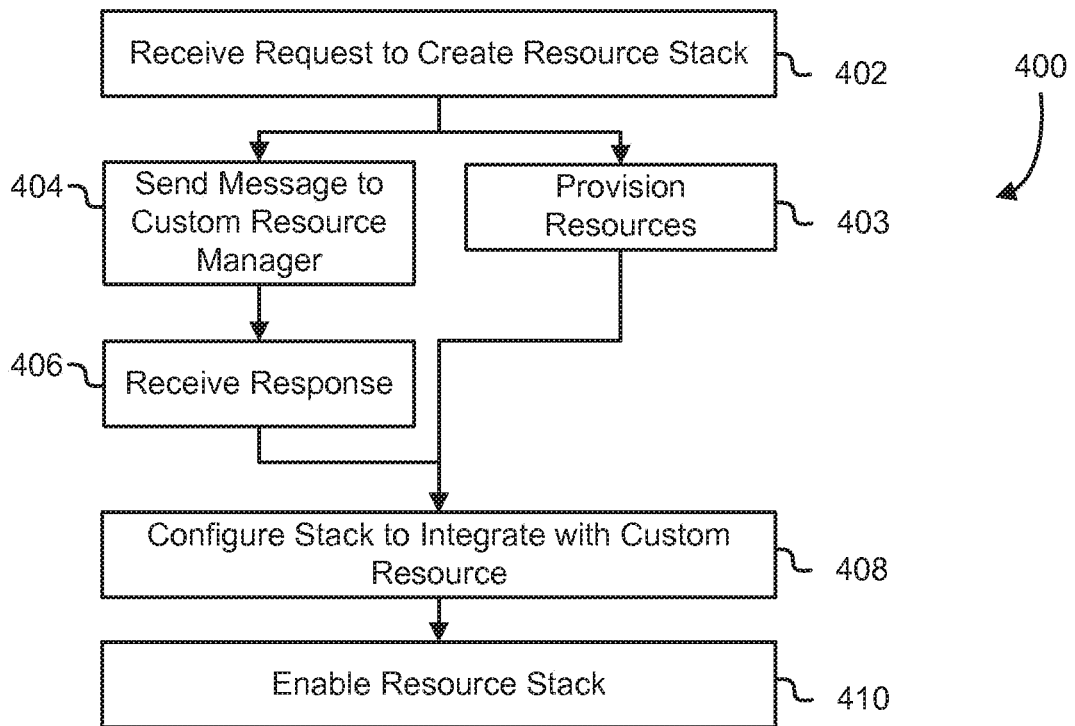 Receive Request to Create Resource Stack
402
400
404
Send Message to
Custom Resource
Manager
Provision
Resources
403
406
Receive Response
Configure Stack to Integrate with Custom
Resource
408
Enable Resource Stack
410